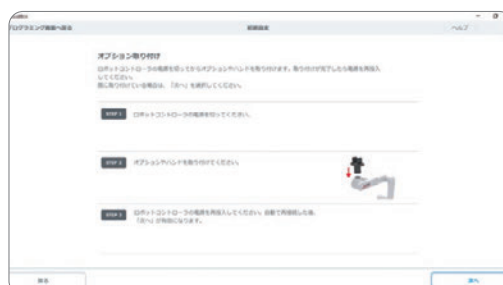 プログラミング画面へ戻る
初期設定
ヘルプ
オプション取り付け
ロボットコントローラの電源を切ってからオプションやハンドを取り付けます。取り付けが完了したら電源を再投入
してください。
既に取り付けている場合は、「次へ」を選択してください。
STEP 1 ロボットコントローラの電源を切ってください。
STEP 2 オプションやハンドを取り付けてください。
STEP 3 ロボットコントローラの電源を再投入してください。自動で再接続した後、
「次へ」が有効になります。
戻る
次へ